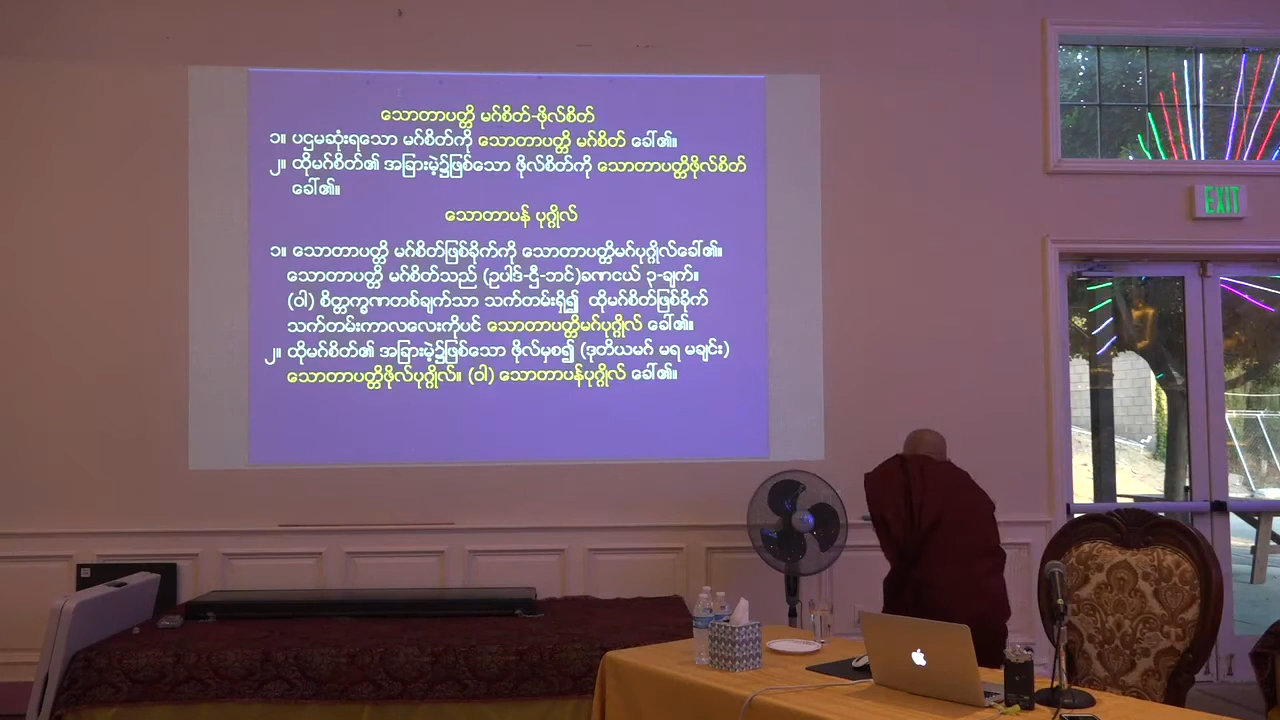 သောတာပတ္တိ မဂ်စိတ်-ဖိုလ်စိတ်
၁။ ပဌမဆုံးရသော မဂ်စိတ်ကို သောတာပတ္တိ မဂ်စိတ် ခေါ်၏။
၂။ ထိုမဂ်စိတ်၏ အခြားမဲ့၌ဖြစ်သော ဖိုလ်စိတ်ကို သောတာပတ္တိဖိုလ်စိတ်
ခေါ်၏။
သောတာပန် ပုဂ္ဂိုလ်
၁။ သောတာပတ္တိ မဂ်စိတ်ဖြစ်ခိုက်ကို သောတာပတ္တိမဂ်ပုဂ္ဂိုလ်ခေါ်၏။
သောတာပတ္တိ မဂ်စိတ်သည် (ဥပါဒ်-ဌီ-ဘင်)ခဏငယ် ၃-ချက်။
(ဝါ) စိတ္တက္ခဏတစ်ချက်သာ သက်တမ်းရှိ၍ ထိုမဂ်စိတ်ဖြစ်ခိုက်
သက်တမ်းကာလလေးကိုပင် သောတာပတ္တိမဂ်ပုဂ္ဂိုလ် ခေါ်၏။
၂။ ထိုမဂ်စိတ်၏ အခြားမဲ့၌ဖြစ်သော ဖိုလ်မှစ၍ (ဒုတိယမဂ် မရ မချင်း)
သောတာပတ္တိဖိုလ်ပုဂ္ဂိုလ်။ (ဝါ) သောတာပန်ပုဂ္ဂိုလ် ခေါ်၏။
EXIT